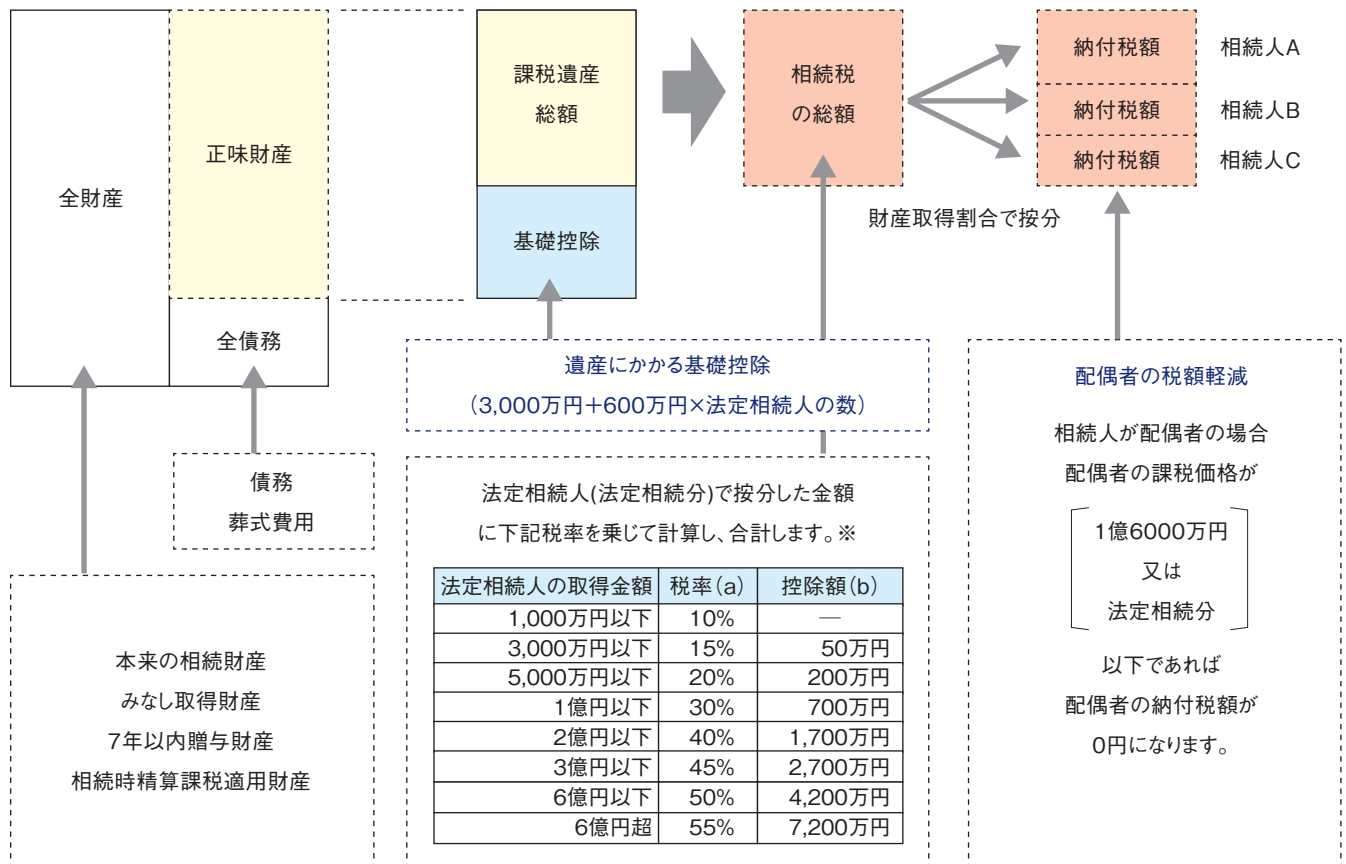 全財産
正味財産
全債務
課税遺産
総額
基礎控除
相続税
の総額
納付税額 相続人A
納付税額 相続人B
納付税額 相続人C
財産取得割合で按分
債務
葬式費用
本来の相続財産
みなし取得財産
7年以内贈与財産
相続時精算課税適用財産
遺産にかかる基礎控除
（3,000万円＋600万円×法定相続人の数）
法定相続人(法定相続分)で按分した金額
に下記税率を乗じて計算し、合計します。※
法定相続人の取得金額 税率(a) 控除額(b)
1,000万円以下 10% ―
3,000万円以下 15% 50万円
5,000万円以下 20% 200万円
1億円以下 30% 700万円
2億円以下 40% 1,700万円
3億円以下 45% 2,700万円
6億円以下 50% 4,200万円
6億円超 55% 7,200万円
配偶者の税額軽減
相続人が配偶者の場合
配偶者の課税価格が
1億6000万円
又は
法定相続分
以下であれば
配偶者の納付税額が
0円になります。